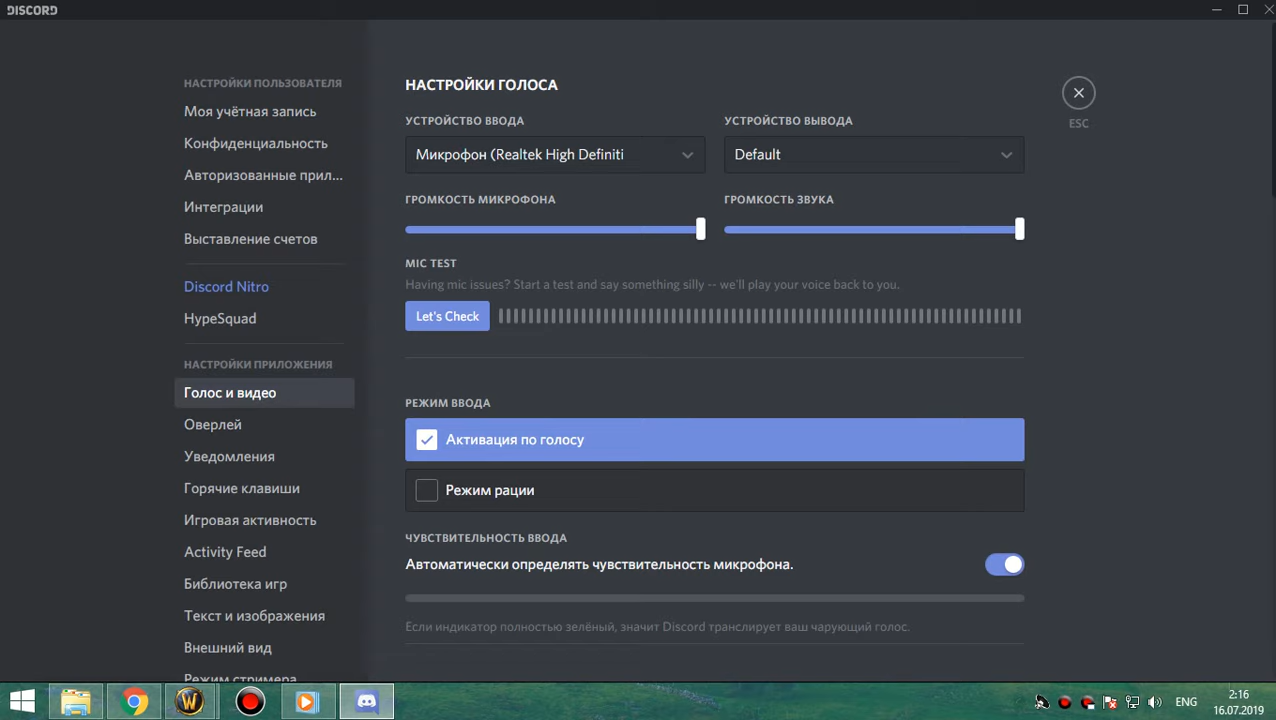 DISCORD
НАСТРОЙКИ ПОЛЬЗОВАТЕЛЯ
Моя учётная запись
Конфиденциальность
Авторизованные прил...
Интеграции
Выставление счетов
Discord Nitro
HypeSquad
НАСТРОЙКИ ПРИЛОЖЕНИЯ
Голос и видео
Оверлей
Уведомления
Горячие клавиши
Игровая активность
Activity Feed
Библиотека игр
Текст и изображения
Внешний вид
Режим стримера
НАСТРОЙКИ ГОЛОСА
УСТРОЙСТВО ВВОДА
УСТРОЙСТВО ВЫВОДА
Микрофон (Realtek High Definiti
Default
ГРОМКОСТЬ МИКРОФОНА
ГРОМКОСТЬ ЗВУКА
MIC TEST
Having mic issues? Start a test and say something silly -- we'll play your voice back to you.
Let's Check
РЕЖИМ ВВОДА
Активация по голосу
Режим рации
ЧУВСТВИТЕЛЬНОСТЬ ВВОДА
Автоматически определять чувствительность микрофона.
Если индикатор полностью зелёный, значит Discord транслирует ваш чарующий голос.
ESC
ENG
2:16
16.07.2019